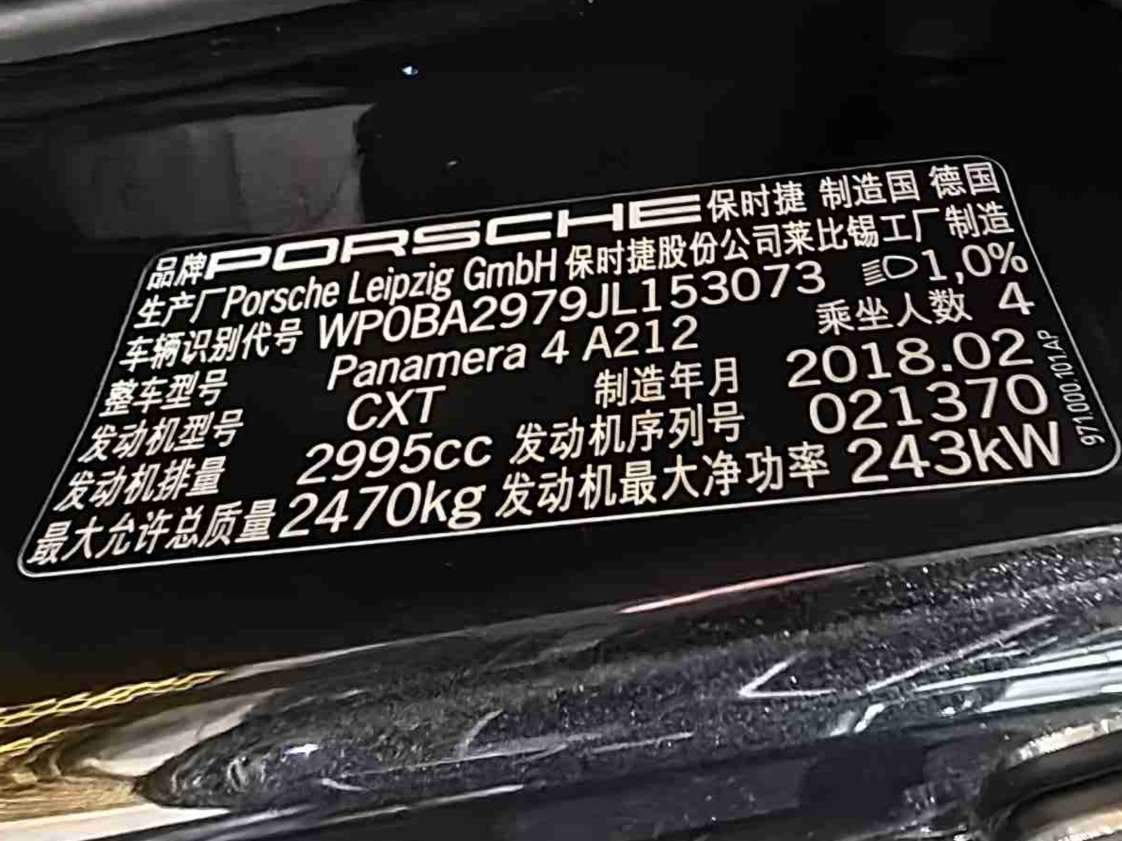 品牌 PORSCHE 保时捷 制造国 德国
生产厂 Porsche Leipzig GmbH 保时捷股份公司莱比锡工厂制造
车辆识别代号 WP0BA2979JL153073 1,0%
整车型号 Panamera 4 A212 乘坐人数 4
发动机型号 CXT 制造年月 2018.02
发动机排量 2995cc 发动机序列号 021370
最大允许总质量 2470kg 发动机最大净功率 243kW
971.000.101.AP